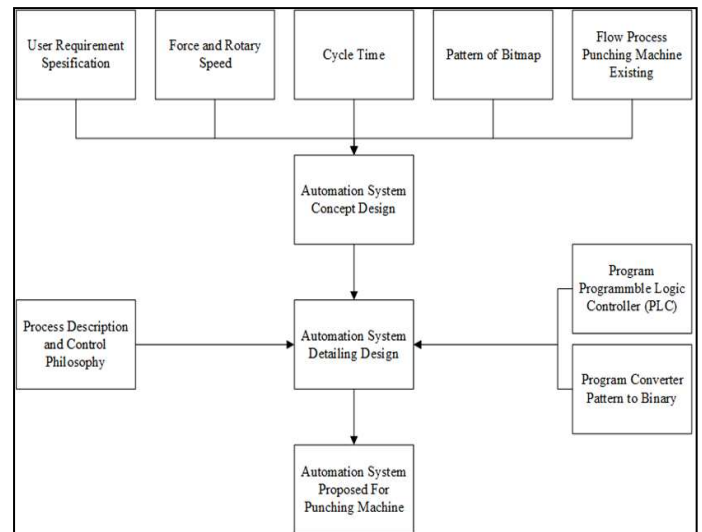 User Requirement
Spesification
Force and Rotary
Speed
Cycle Time
Pattern of Bitmap
Flow Process
Punching Machine
Existing
Automation System
Concept Design
Program
Programmble Logic
Controller (PLC)
Process Description
and Control
Philosophy
Automation System
Detailing Design
Program Converter
Pattern to Binary
Automation System
Proposed For
Punching Machine